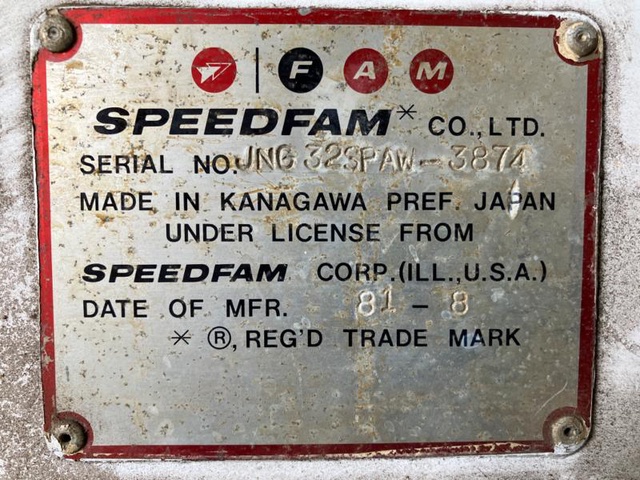 FAM
SPEEDFAM* CO., LTD.
SERIAL NO. JNG 32SPAW-3874
MADE IN KANAGAWA PREF. JAPAN
UNDER LICENSE FROM
SPEEDFAM CORP. (ILL., U.S.A.)
DATE OF MFR. 81-8
* ®, REG'D TRADE MARK